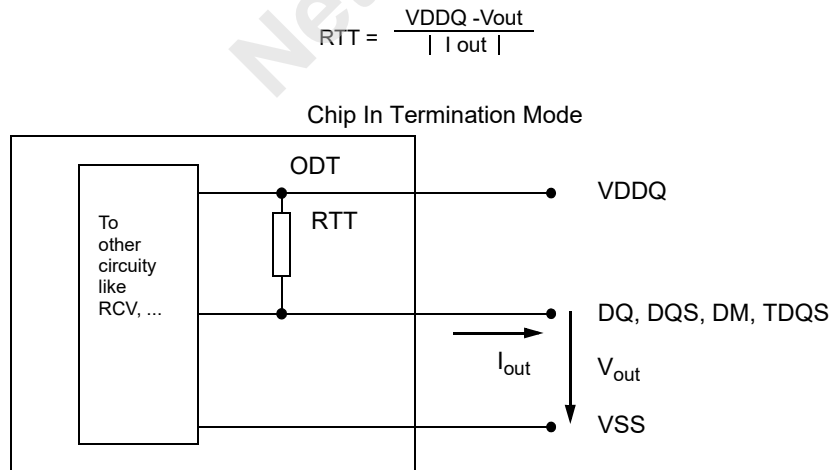 RTT = VDDQ -Vout
| I out |
Chip In Termination Mode
ODT
VDDQ
RTT
To
other
circuity
like
RCV, ...
DQ, DQS, DM, TDQS
Iout
Vout
VSS